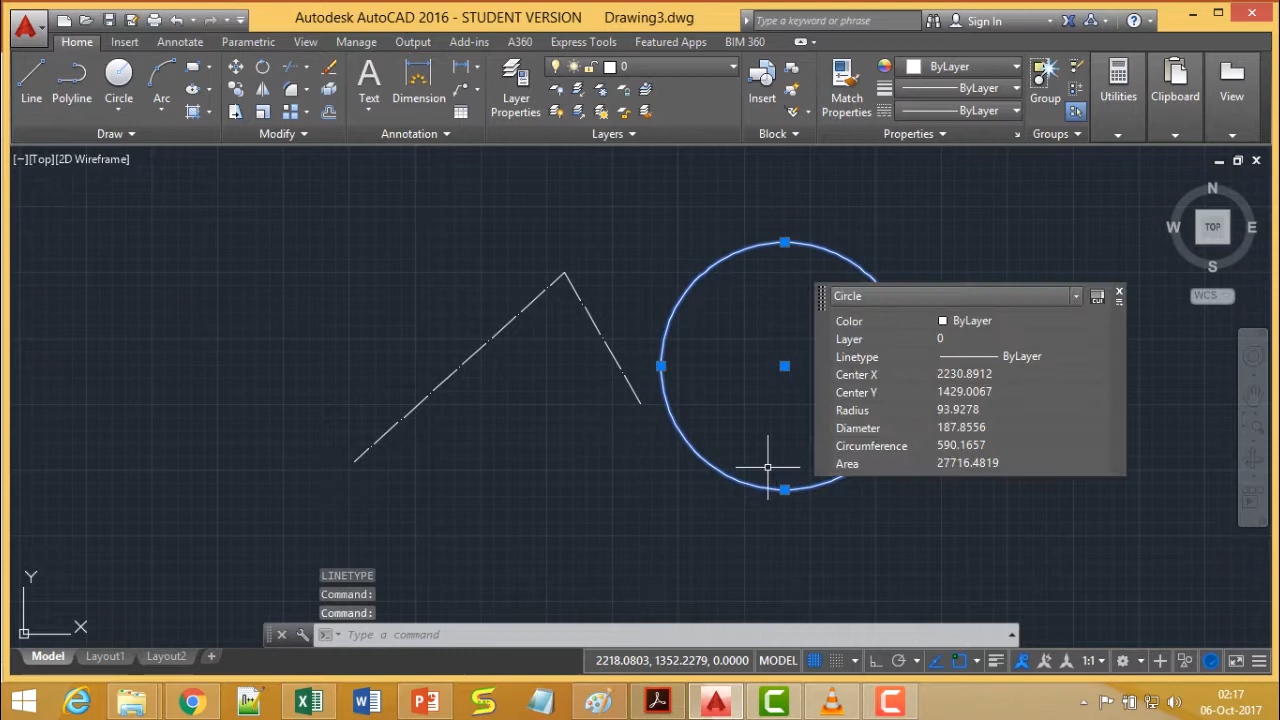 Autodesk AutoCAD 2016 - STUDENT VERSION Drawing3.dwg
Type a keyword or phrase
Sign In
Home Insert Annotate Parametric View Manage Output Add-ins A360 Express Tools Featured Apps BIM 360
0
ByLayer
ByLayer
ByLayer
Line Polyline Circle Arc
Text Dimension
Layer Properties
Insert
Match Properties
Group
Utilities
Clipboard
View
Draw Modify Annotation Layers Block Properties Groups
[−][Top][2D Wireframe]
N
W TOP E
S
WCS
Circle
CUI
Color ByLayer
Layer 0
Linetype ByLayer
Center X 2230.8912
Center Y 1429.0067
Radius 93.9278
Diameter 187.8556
Circumference 590.1657
Area 27716.4819
Y
X
LINETYPE
Command:
Command:
Type a command
Model Layout1 Layout2 +
2218.0803, 1352.2279, 0.0000 MODEL 1:1
02:17
06-Oct-2017